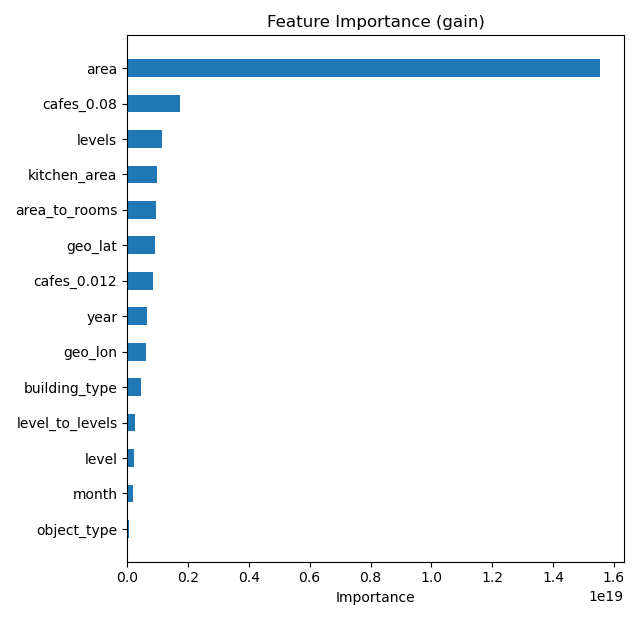 Feature Importance (gain)
area
cafes_0.08
levels
kitchen_area
area_to_rooms
geo_lat
cafes_0.012
year
geo_lon
building_type
level_to_levels
level
month
object_type
0.0 0.2 0.4 0.6 0.8 1.0 1.2 1.4 1.6
1e19
Importance